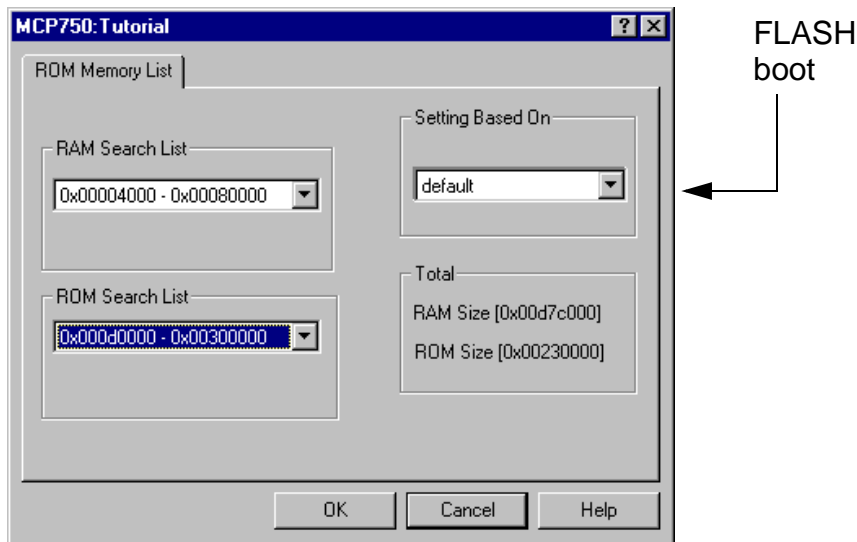 MCP750:Tutorial
FLASH
boot
ROM Memory List
RAM Search List
0x00004000 - 0x00080000
Setting Based On
default
ROM Search List
0x000d0000 - 0x00300000
Total
RAM Size [0x00d7c000]
ROM Size [0x00230000]
OK
Cancel
Help